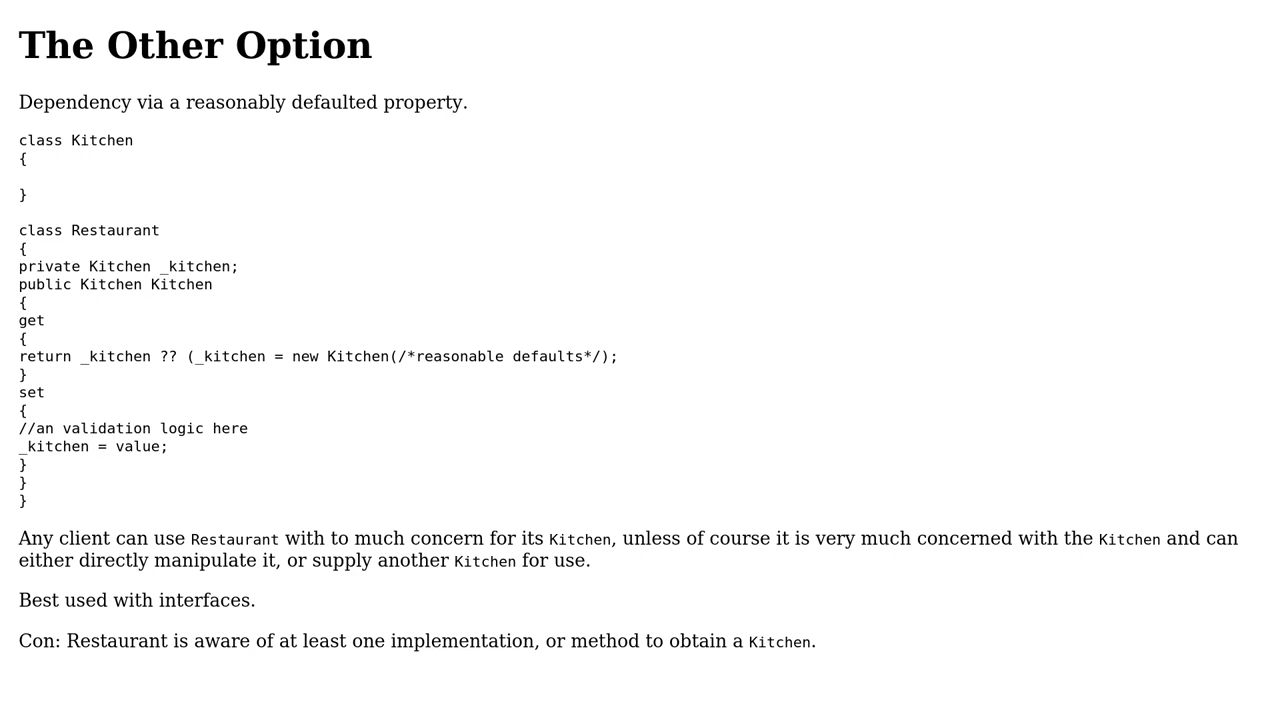 The Other Option
Dependency via a reasonably defaulted property.
class Kitchen
{
}
class Restaurant
{
private Kitchen _kitchen;
public Kitchen Kitchen
{
get
{
return _kitchen ?? (_kitchen = new Kitchen(/*reasonable defaults*/);
}
set
{
//an validation logic here
_kitchen = value;
}
}
}
Any client can use Restaurant with to much concern for its Kitchen, unless of course it is very much concerned with the Kitchen and can
either directly manipulate it, or supply another Kitchen for use.
Best used with interfaces.
Con: Restaurant is aware of at least one implementation, or method to obtain a Kitchen.